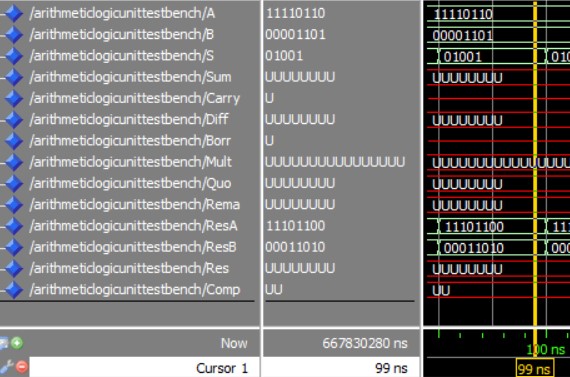 /arithmeticlogicunittestbench/A 11110110 11110110
/arithmeticlogicunittestbench/B 00001101 00001101
/arithmeticlogicunittestbench/S 01001 01001 010
/arithmeticlogicunittestbench/Sum UUUUUUUU UUUUUUUU
/arithmeticlogicunittestbench/Carry U
/arithmeticlogicunittestbench/Diff UUUUUUUU UUUUUUUU
/arithmeticlogicunittestbench/Borr U
/arithmeticlogicunittestbench/Mult UUUUUUUUUUUUUUUU UUUUUUUUUUUUUUUU
/arithmeticlogicunittestbench/Quo UUUUUUUU UUUUUUUU
/arithmeticlogicunittestbench/Rema UUUUUUUU UUUUUUUU
/arithmeticlogicunittestbench/ResA 11101100 11101100 111
/arithmeticlogicunittestbench/ResB 00011010 00011010 000
/arithmeticlogicunittestbench/Res UUUUUUUU UUUUUUUU
/arithmeticlogicunittestbench/Comp UU UU
Now 667830280 ns 100 ns
Cursor 1 99 ns 99 ns